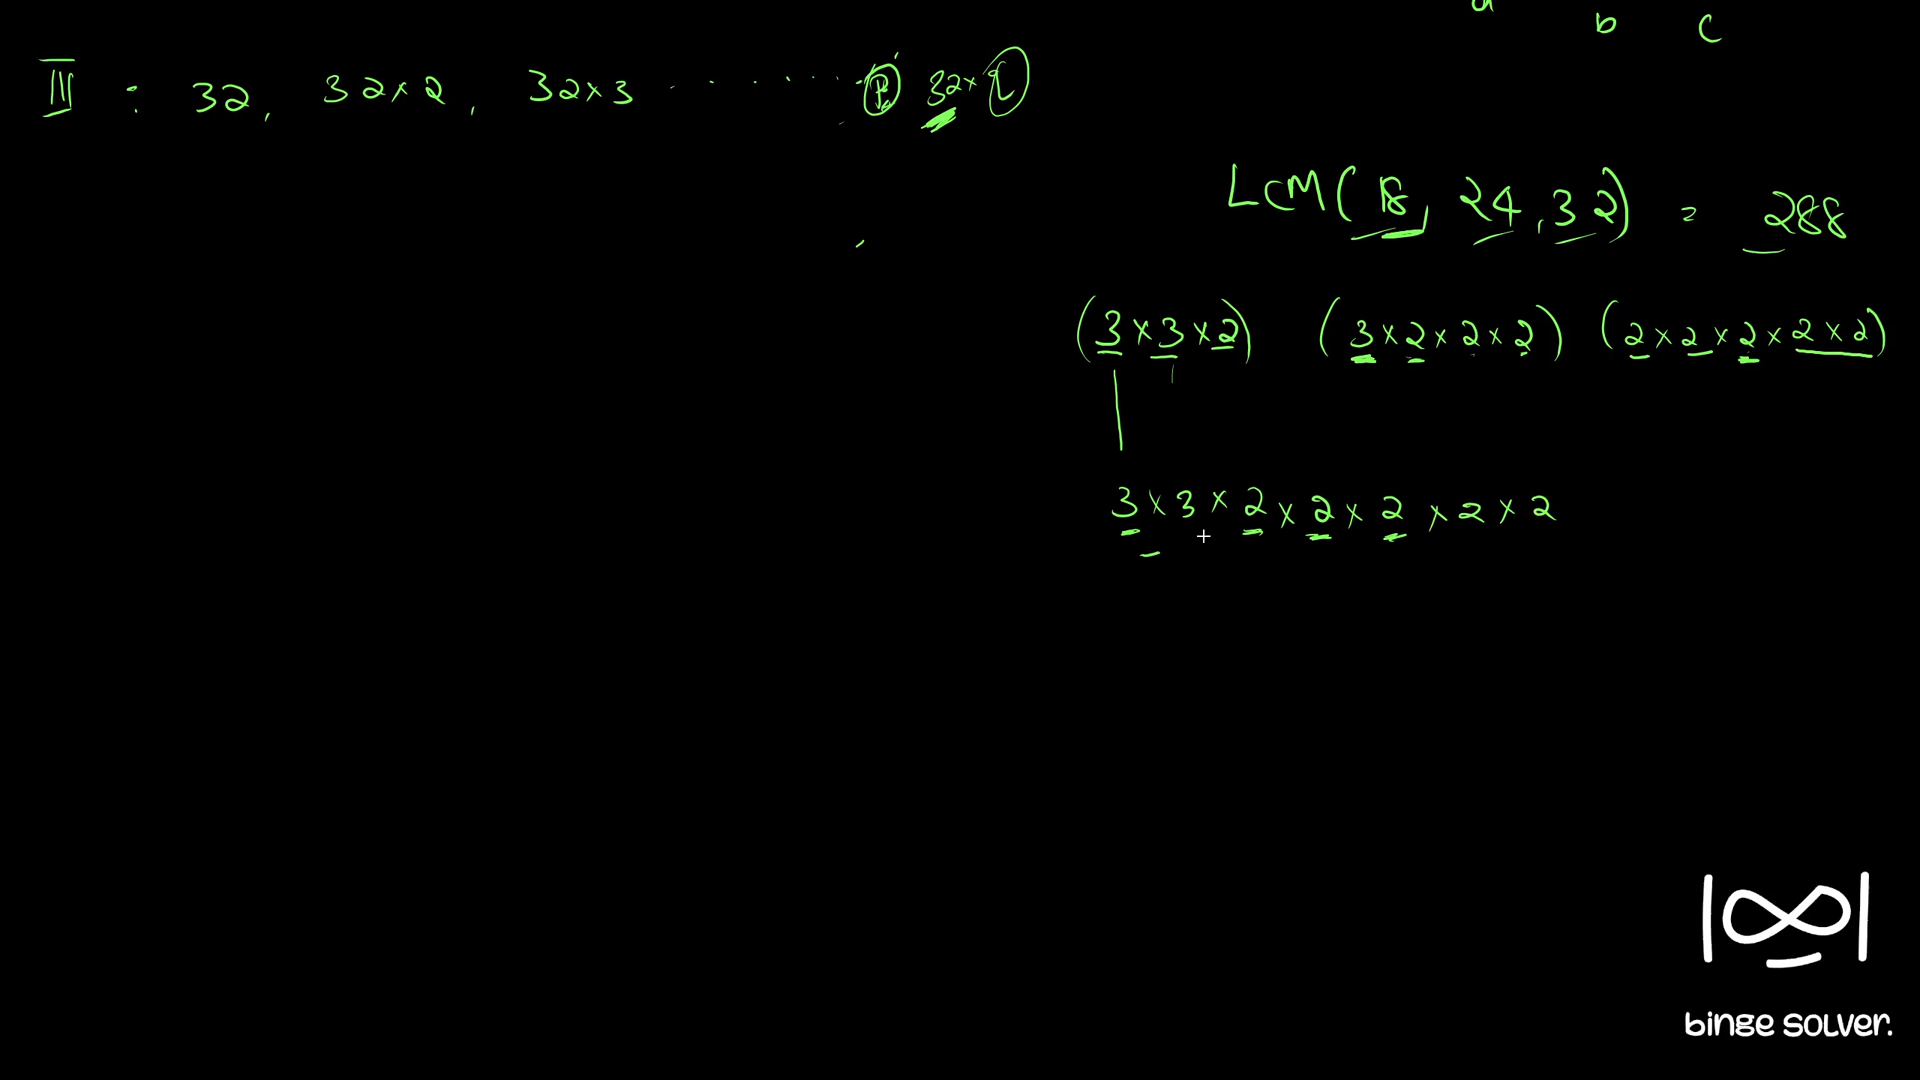 a b c
III : 32, 32×2, 32×3 ........ 32×
LCM(18, 24, 32) = 288
(3×3×2) (3×2×2×2) (2×2×2×2×2)
3×3×2×2×2×2×2
binge solver.